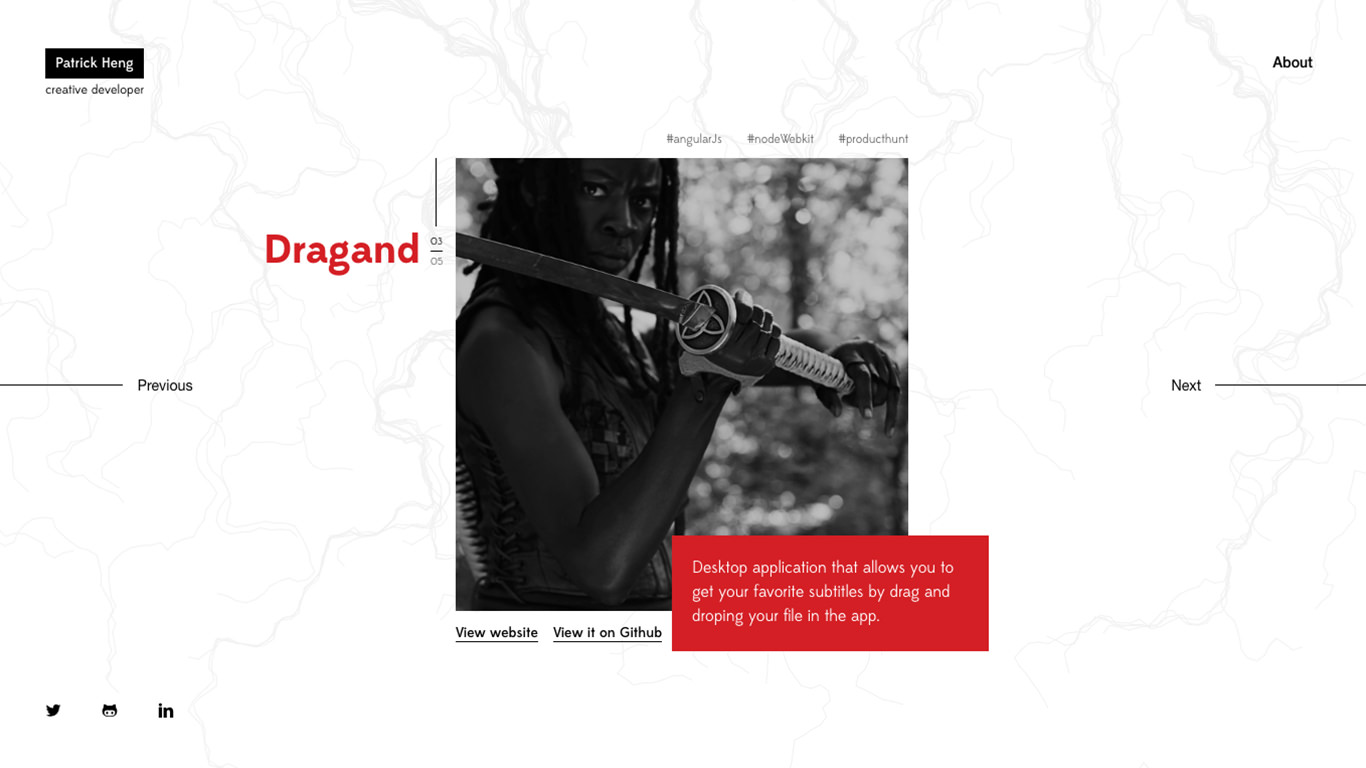 Patrick Heng
creative developer
About
#angularJs #nodeWebkit #producthunt
Dragand
03
05
Previous
Next
Desktop application that allows you to
get your favorite subtitles by drag and
droping your file in the app.
View website View it on Github
in